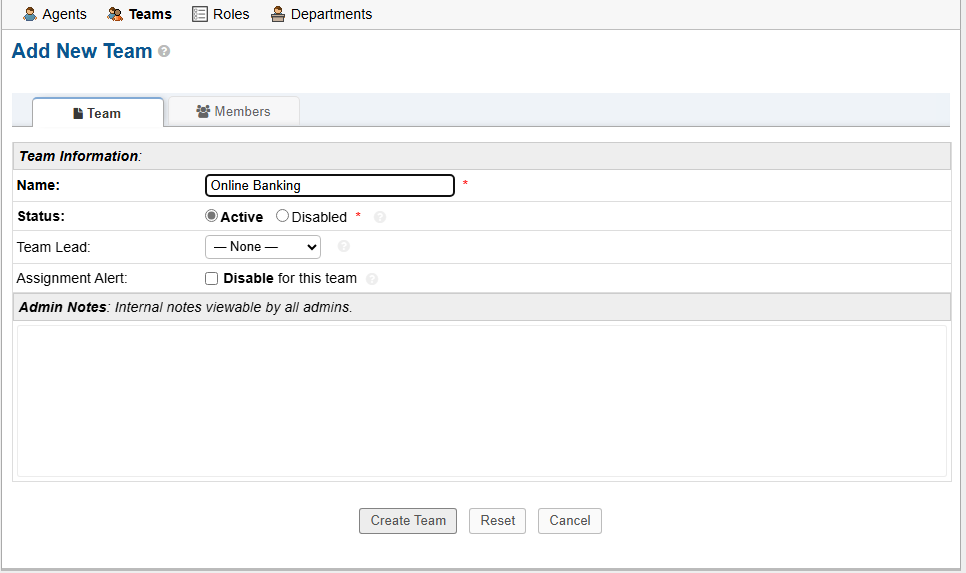 Agents Teams Roles Departments
Add New Team ?
Team Members
Team Information:
Name: Online Banking *
Status: Active Disabled * ?
Team Lead: — None — ?
Assignment Alert: Disable for this team ?
Admin Notes: Internal notes viewable by all admins.
Create Team Reset Cancel